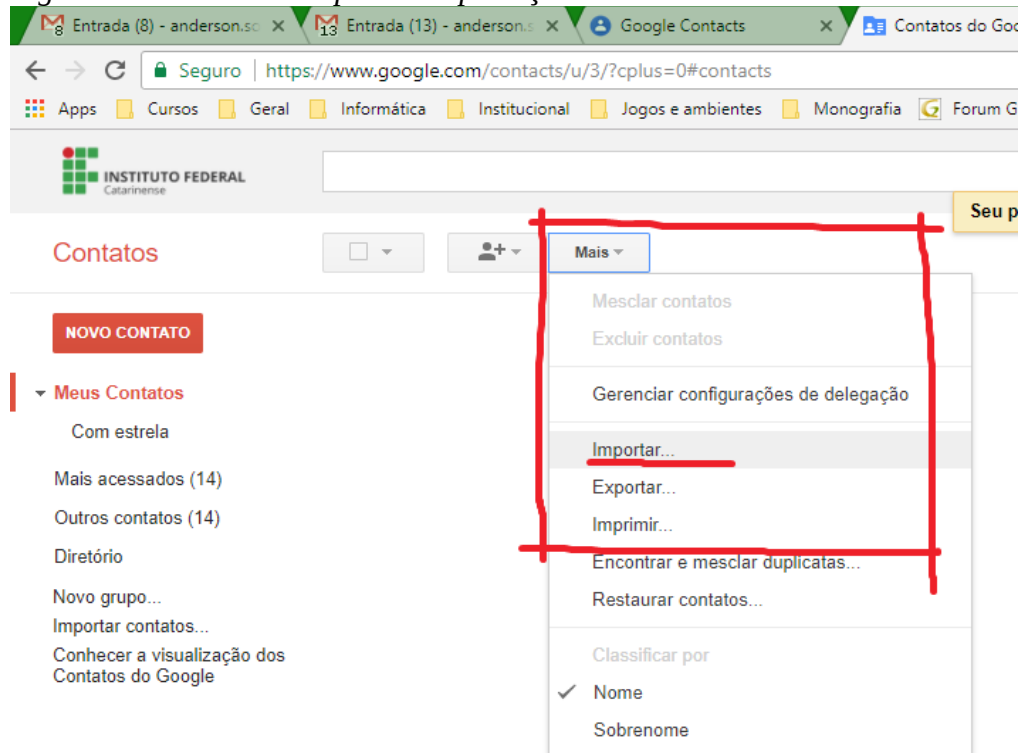 Entrada (8) - anderson.sc
Entrada (13) - anderson.s
Google Contacts
Contatos do Goo
Seguro | https://www.google.com/contacts/u/3/?cplus=0#contacts
Apps Cursos Geral Informática Institucional Jogos e ambientes Monografia Forum G
INSTITUTO FEDERAL
Catarinense
Seu p
Contatos
Mais
Mesclar contatos
Excluir contatos
Gerenciar configurações de delegação
Importar...
Exportar...
Imprimir...
Encontrar e mesclar duplicatas...
Restaurar contatos...
Classificar por
Nome
Sobrenome
NOVO CONTATO
Meus Contatos
Com estrela
Mais acessados (14)
Outros contatos (14)
Diretório
Novo grupo...
Importar contatos...
Conhecer a visualização dos
Contatos do Google